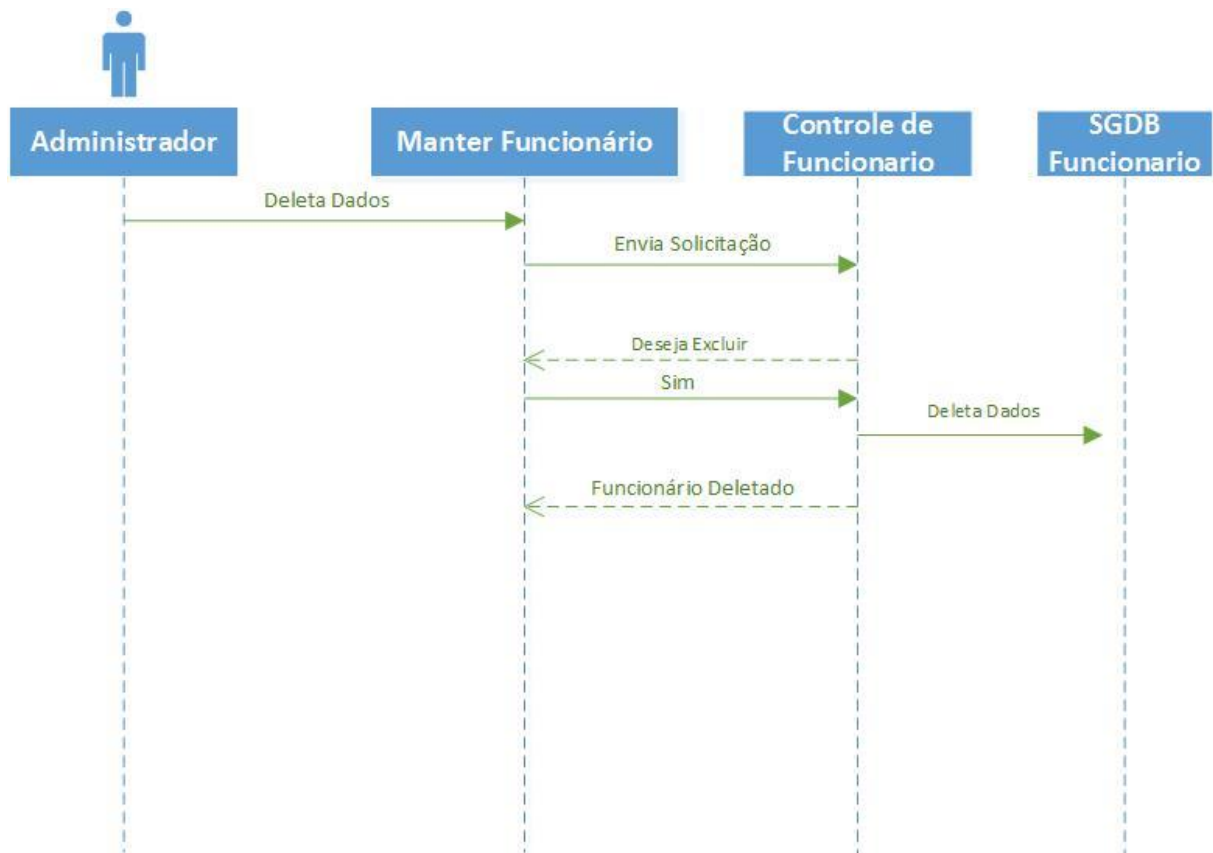 Administrador
Manter Funcionário
Controle de
Funcionario
SGDB
Funcionario
Deleta Dados
Envia Solicitação
Deseja Excluir
Sim
Deleta Dados
Funcionário Deletado